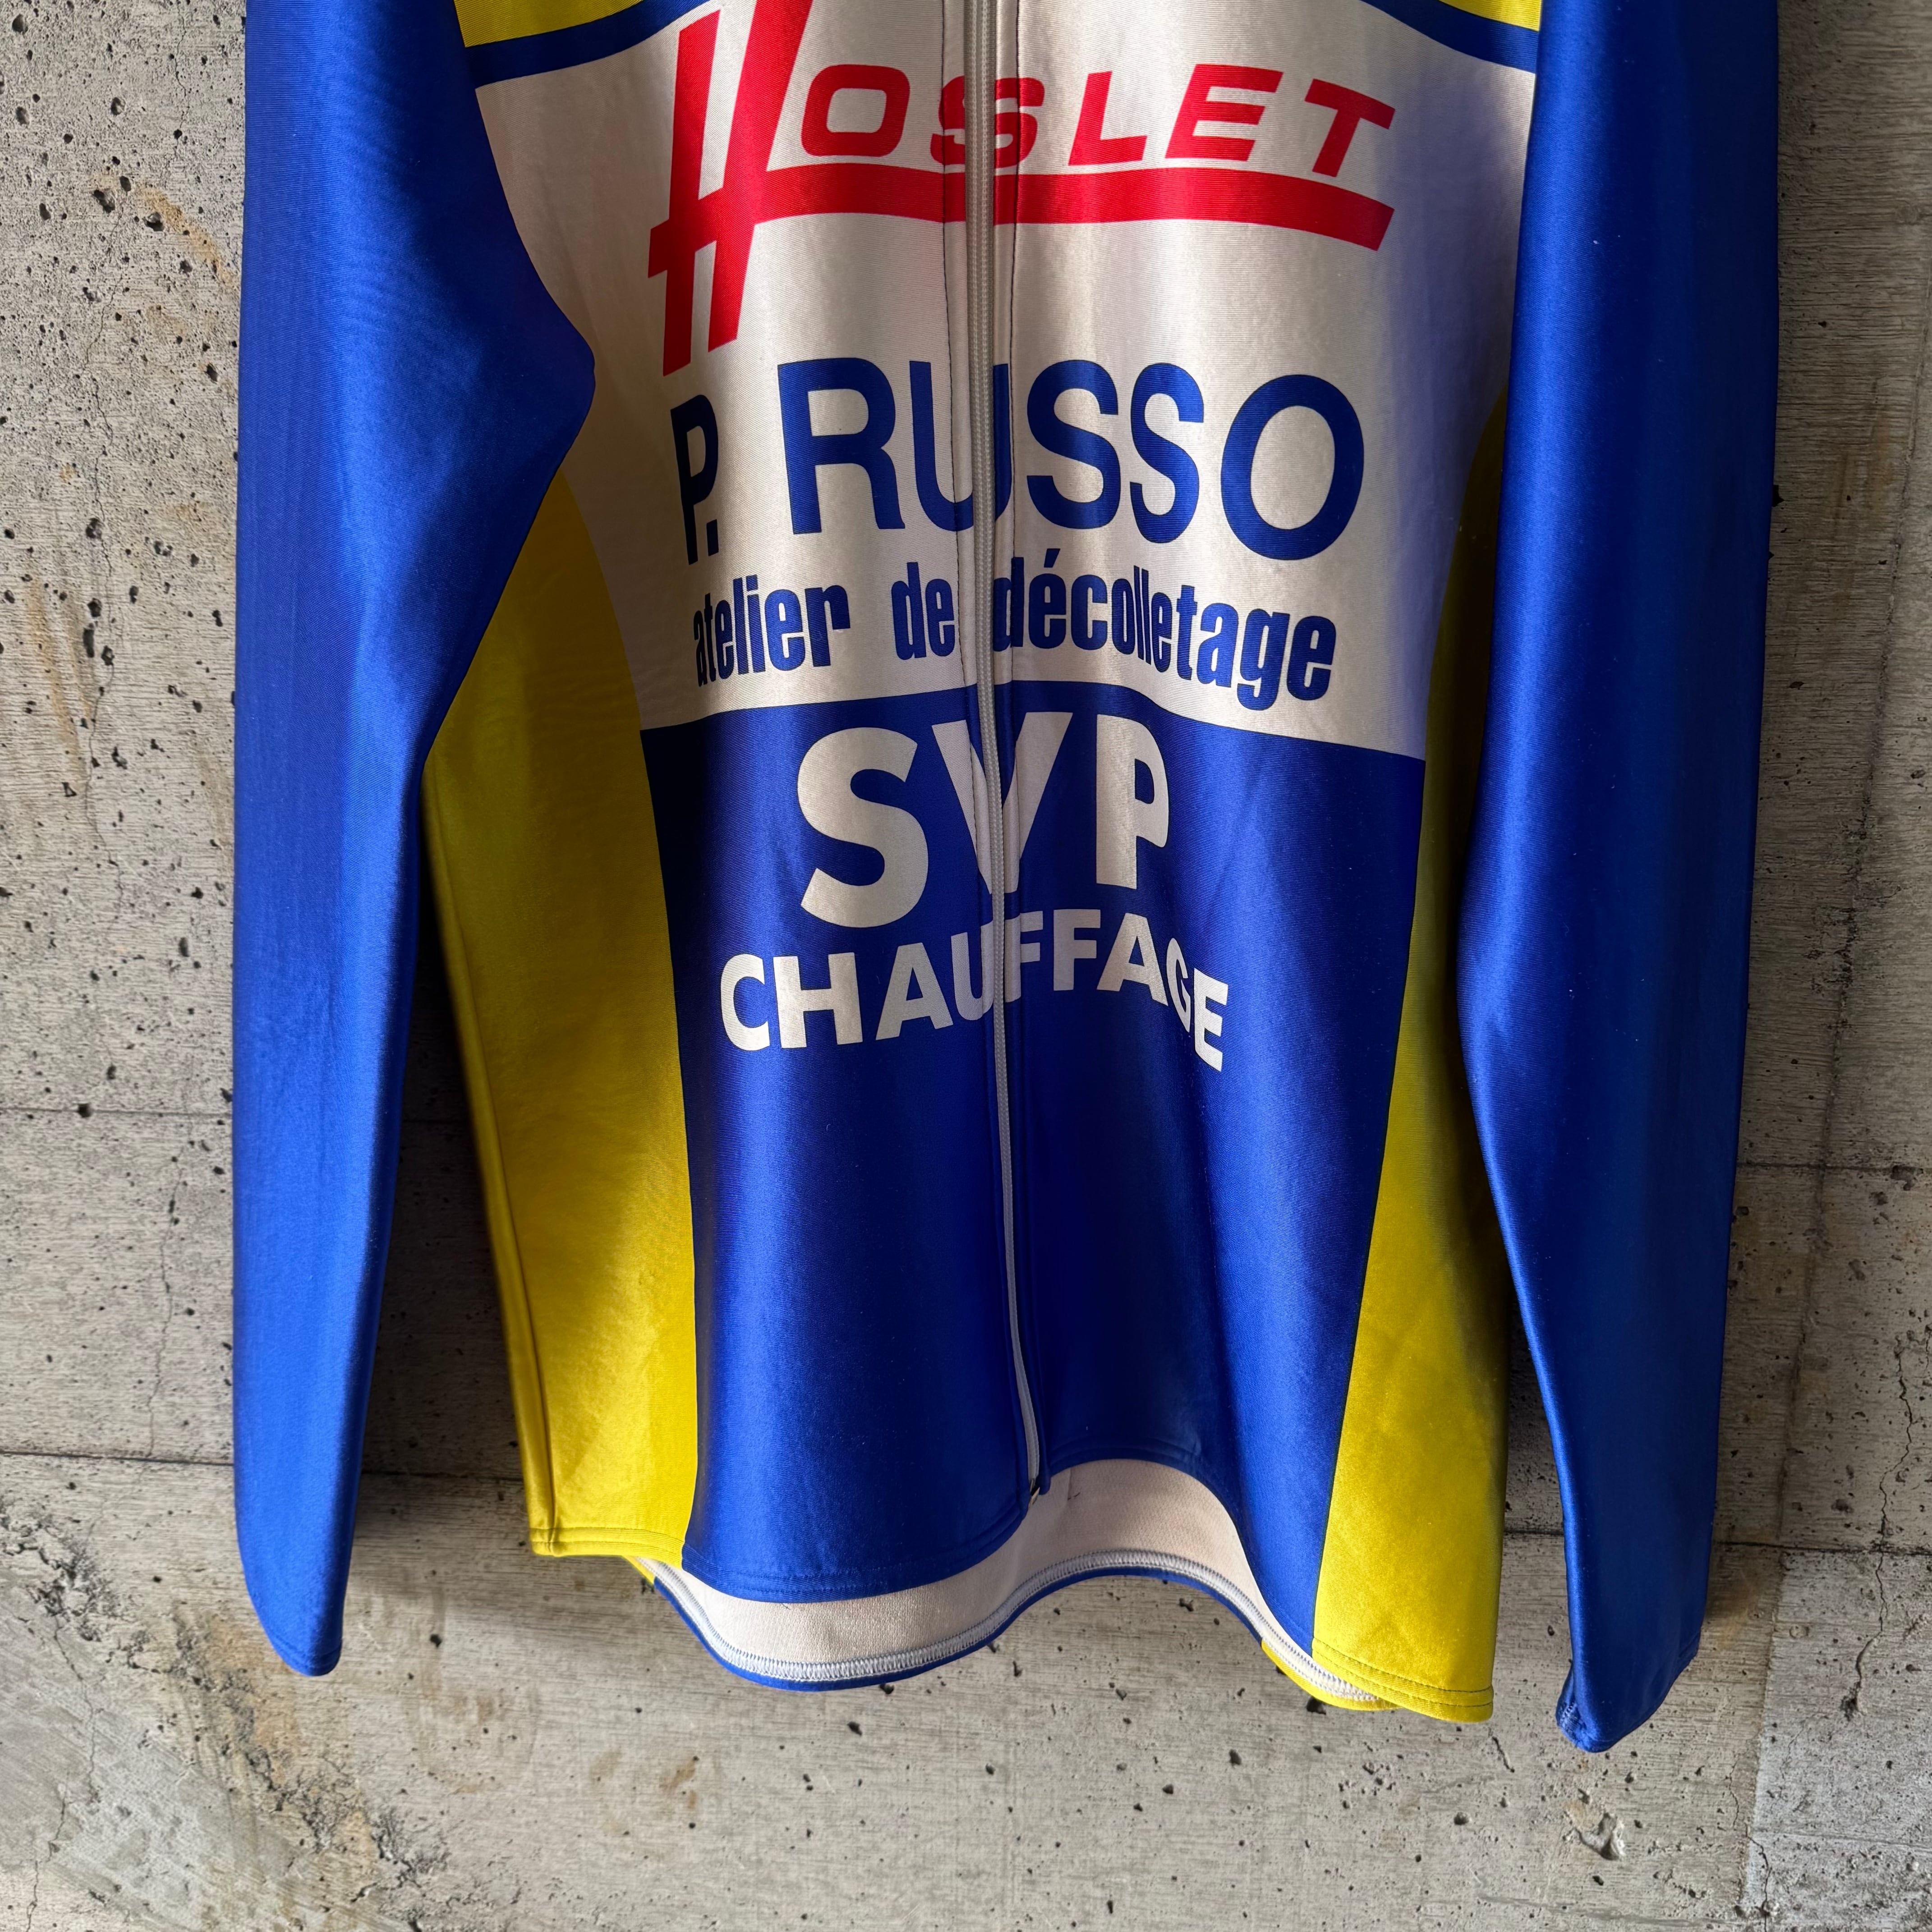 HOSLET
P. RUSSO
atelier de décolletage
SVP
CHAUFFAGE